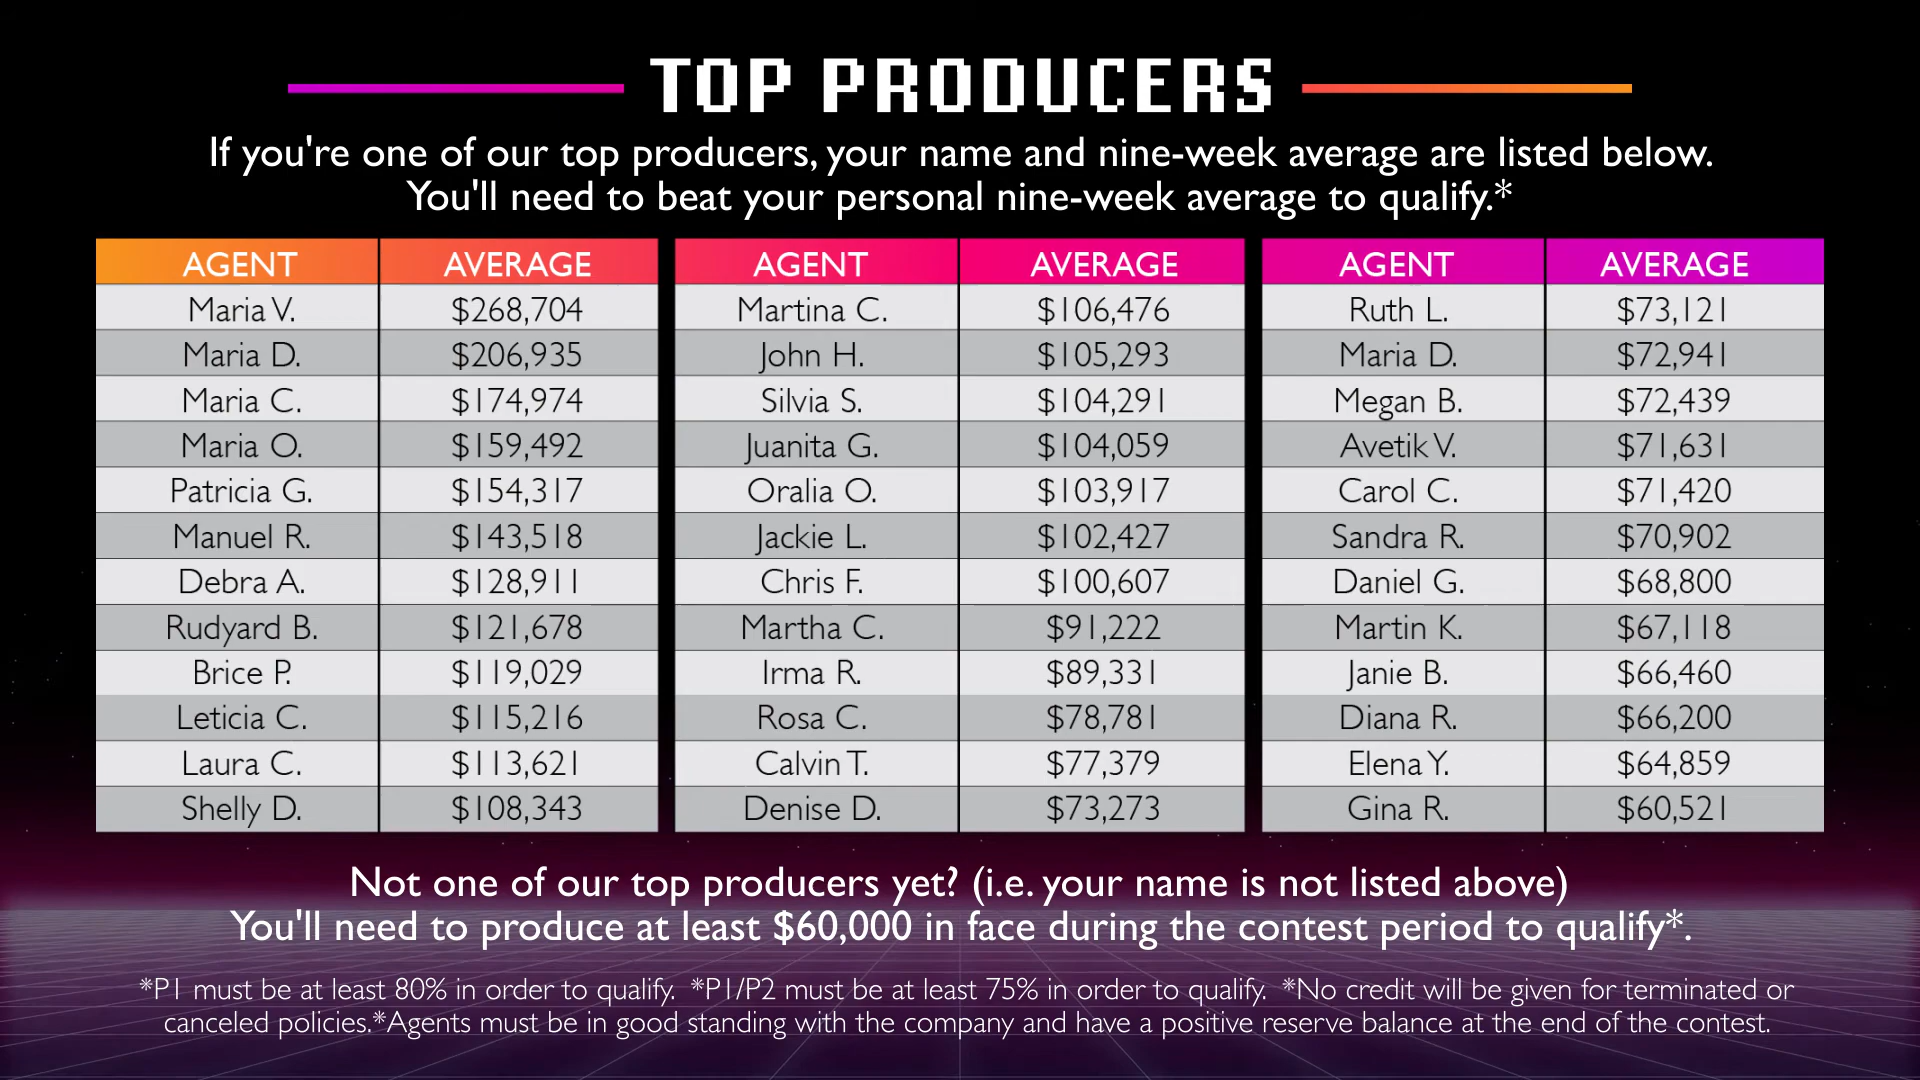 TOP PRODUCERS
If you're one of our top producers, your name and nine-week average are listed below.
You'll need to beat your personal nine-week average to qualify.*
AGENT AVERAGE AGENT AVERAGE AGENT AVERAGE
Maria V. $268,704 Martina C. $106,476 Ruth L. $73,121
Maria D. $206,935 John H. $105,293 Maria D. $72,941
Maria C. $174,974 Silvia S. $104,291 Megan B. $72,439
Maria O. $159,492 Juanita G. $104,059 Avetik V. $71,631
Patricia G. $154,317 Oralia O. $103,917 Carol C. $71,420
Manuel R. $143,518 Jackie L. $102,427 Sandra R. $70,902
Debra A. $128,911 Chris F. $100,607 Daniel G. $68,800
Rudyard B. $121,678 Martha C. $91,222 Martin K. $67,118
Brice P. $119,029 Irma R. $89,331 Janie B. $66,460
Leticia C. $115,216 Rosa C. $78,781 Diana R. $66,200
Laura C. $113,621 Calvin T. $77,379 Elena Y. $64,859
Shelly D. $108,343 Denise D. $73,273 Gina R. $60,521
Not one of our top producers yet? (i.e. your name is not listed above)
You'll need to produce at least $60,000 in face during the contest period to qualify*.
*P1 must be at least 80% in order to qualify. *P1/P2 must be at least 75% in order to qualify. *No credit will be given for terminated or
canceled policies.*Agents must be in good standing with the company and have a positive reserve balance at the end of the contest.